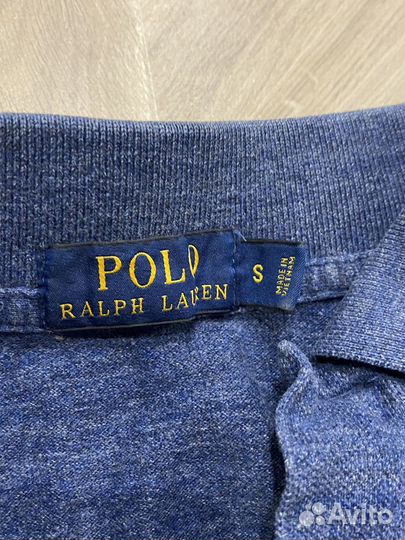 POLO
RALPH LAUREN
S
MADE IN
VIETNAM
Avito